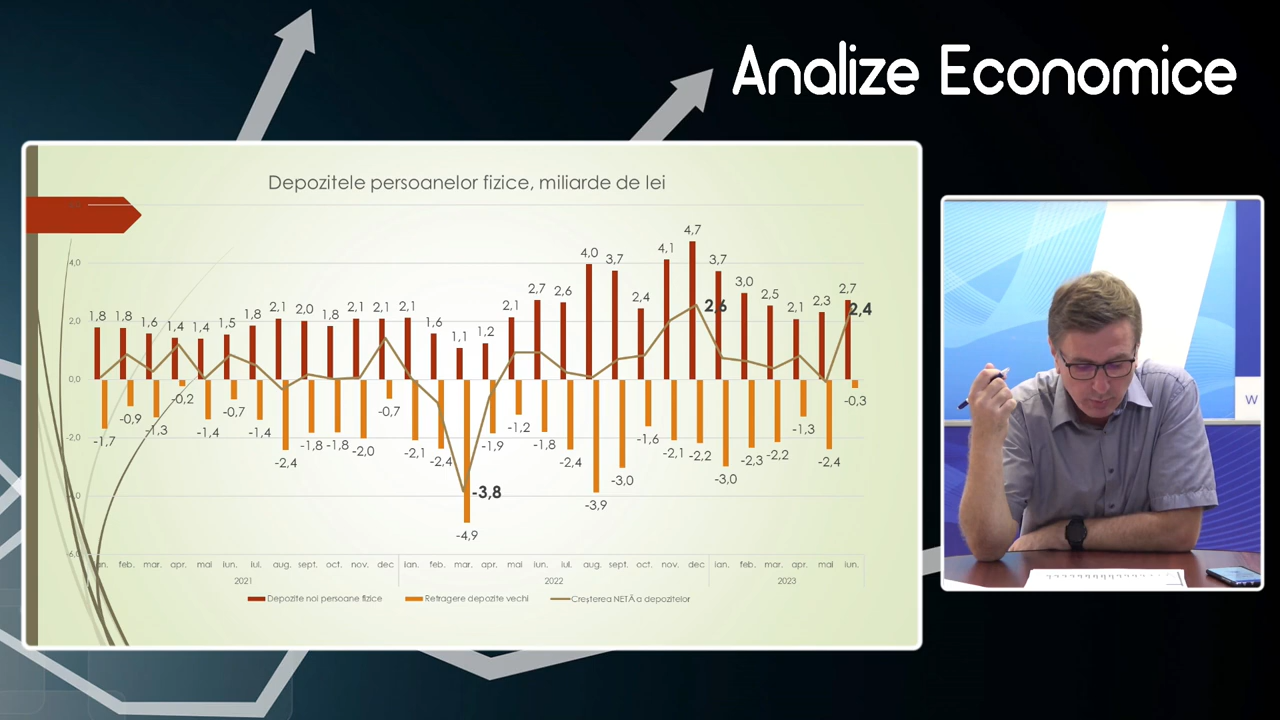 Analize Economice
Depozitele persoanelor fizice, miliarde de lei
4,0
2,0
0,0
-2,0
1,8 1,8 1,6 1,4 1,4 1,5 1,8 2,1 2,0 1,8 2,1 2,1 2,1 1,6 1,1 1,2 2,1 2,7 2,6 4,0 3,7 2,4 4,1 4,7 3,7 3,0 2,5 2,1 2,3 2,7
2,6 2,4
-1,7 -0,9 -1,3 -0,2 -1,4 -0,7 -1,4 -2,4 -1,8 -1,8 -2,0 -0,7 -2,1 -2,4 -4,9 -1,9 -1,2 -1,8 -2,4 -3,9 -3,0 -1,6 -2,1 -2,2 -3,0 -2,3 -2,2 -1,3 -2,4 -0,3
-3,8
feb. mar. apr. mai iun. iul. aug. sept. oct. nov. dec ian. feb. mar. apr. mai iun. iul. aug. sept. oct. nov. dec ian. feb. mar. apr. mai iun.
2021 2022 2023
Depozite noi persoane fizice Retragere depozite vechi Creșterea NETĂ a depozitelor
W